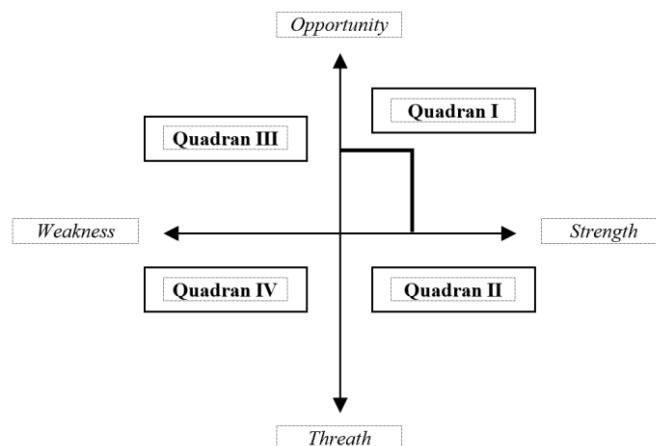 Opportunity
Quadran I
Quadran III
Weakness
Strength
Quadran IV
Quadran II
Threath